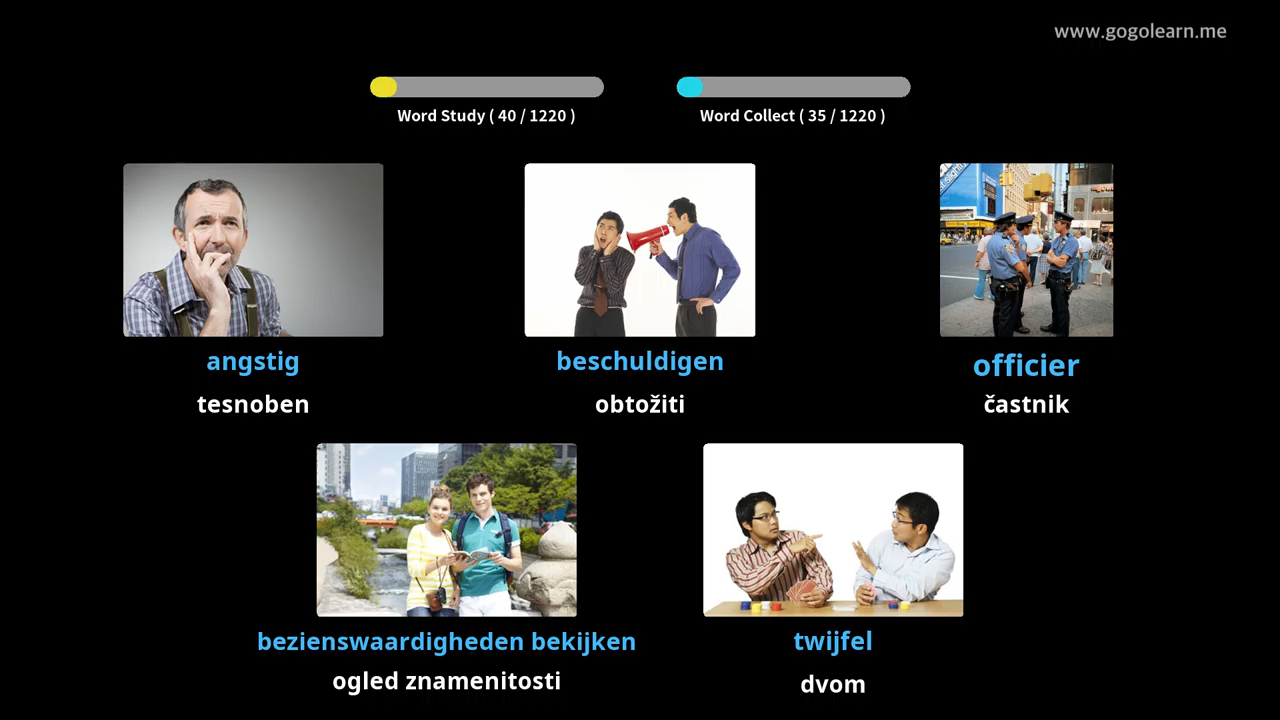 www.gogolearn.me
Word Study ( 40 / 1220 )
Word Collect ( 35 / 1220 )
angstig
tesnoben
beschuldigen
obtožiti
officier
častnik
bezienswaardigheden bekijken
ogled znamenitosti
twijfel
dvom